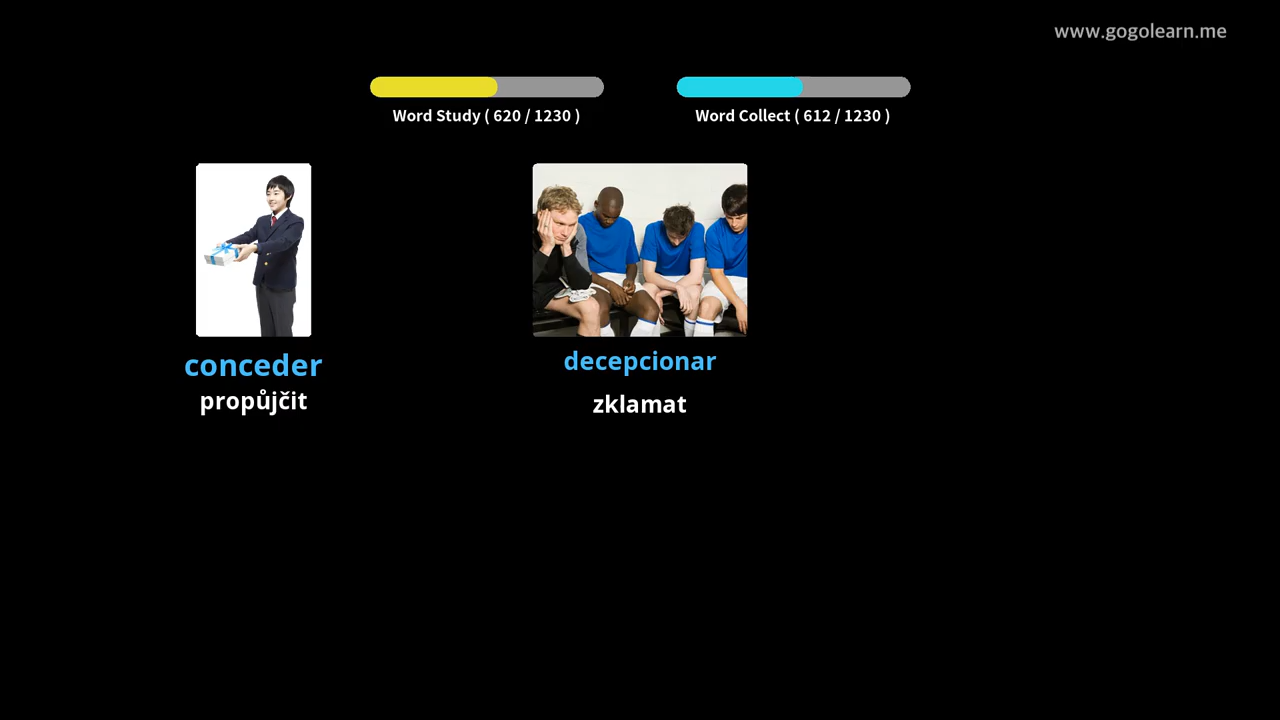 www.gogolearn.me
Word Study ( 620 / 1230 )
Word Collect ( 612 / 1230 )
conceder
propůjčit
decepcionar
zklamat